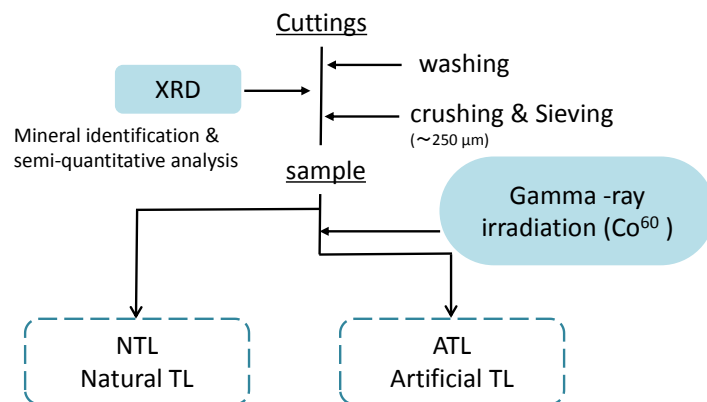 Cuttings
washing
XRD
crushing & Sieving
(~250 μm)
Mineral identification &
semi-quantitative analysis
sample
Gamma -ray
irradiation (Co⁶⁰ )
NTL
Natural TL
ATL
Artificial TL